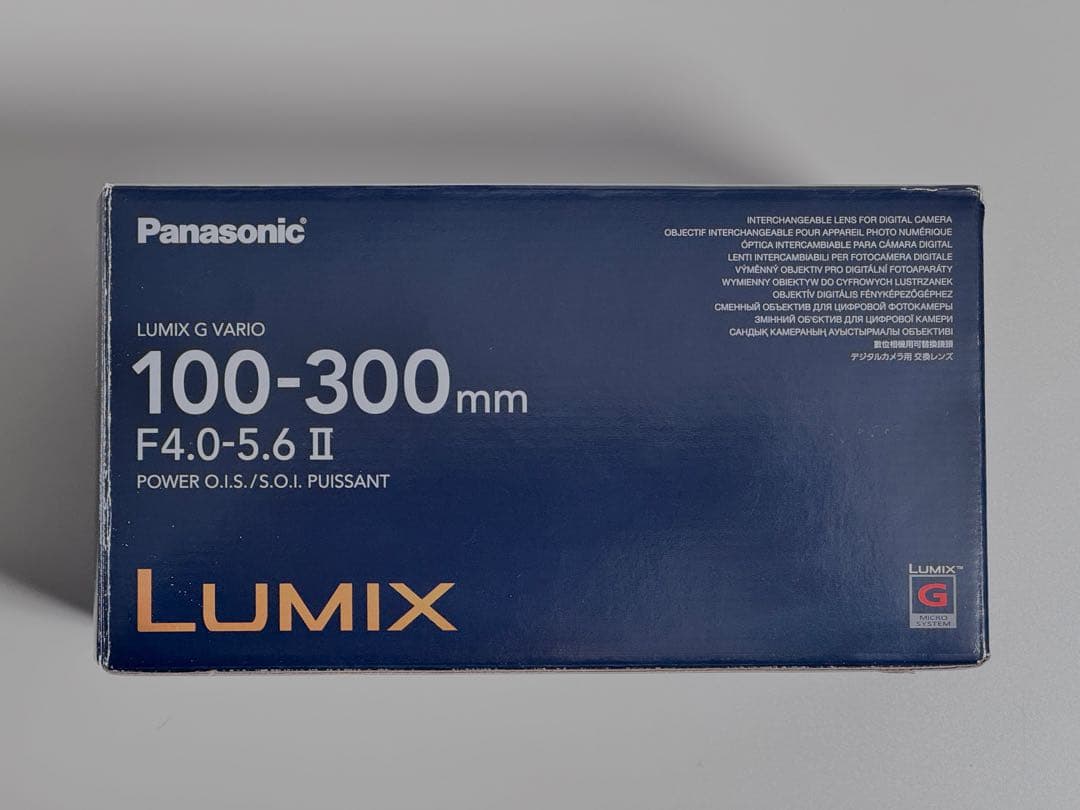 Panasonic®
INTERCHANGEABLE LENS FOR DIGITAL CAMERA
OBJECTIF INTERCHANGEABLE POUR APPAREIL PHOTO NUMÉRIQUE
ÓPTICA INTERCAMBIABLE PARA CÁMARA DIGITAL
LENTI INTERCAMBIABILI PER FOTOCAMERA DIGITALE
VÝMĚNNÝ OBJEKTIV PRO DIGITÁLNÍ FOTOAPARÁTY
WYMIENNY OBIEKTYW DO CYFROWYCH LUSTRZANEK
OBJEKTÍV DIGITÁLIS FÉNYKÉPEZŐGÉPHEZ
СМЕННЫЙ ОБЪЕКТИВ ДЛЯ ЦИФРОВОЙ ФОТОКАМЕРЫ
ЗМІННИЙ ОБ'ЄКТИВ ДЛЯ ЦИФРОВОЇ КАМЕРИ
САНДЫҚ КАМЕРАНЫҢ АУЫСТЫРМАЛЫ ОБЪЕКТИВІ
數位相機用可替換鏡頭
デジタルカメラ用 交換レンズ
LUMIX G VARIO
100-300mm
F4.0-5.6 II
POWER O.I.S./S.O.I. PUISSANT
LUMIX
LUMIX™
G
MICRO
SYSTEM